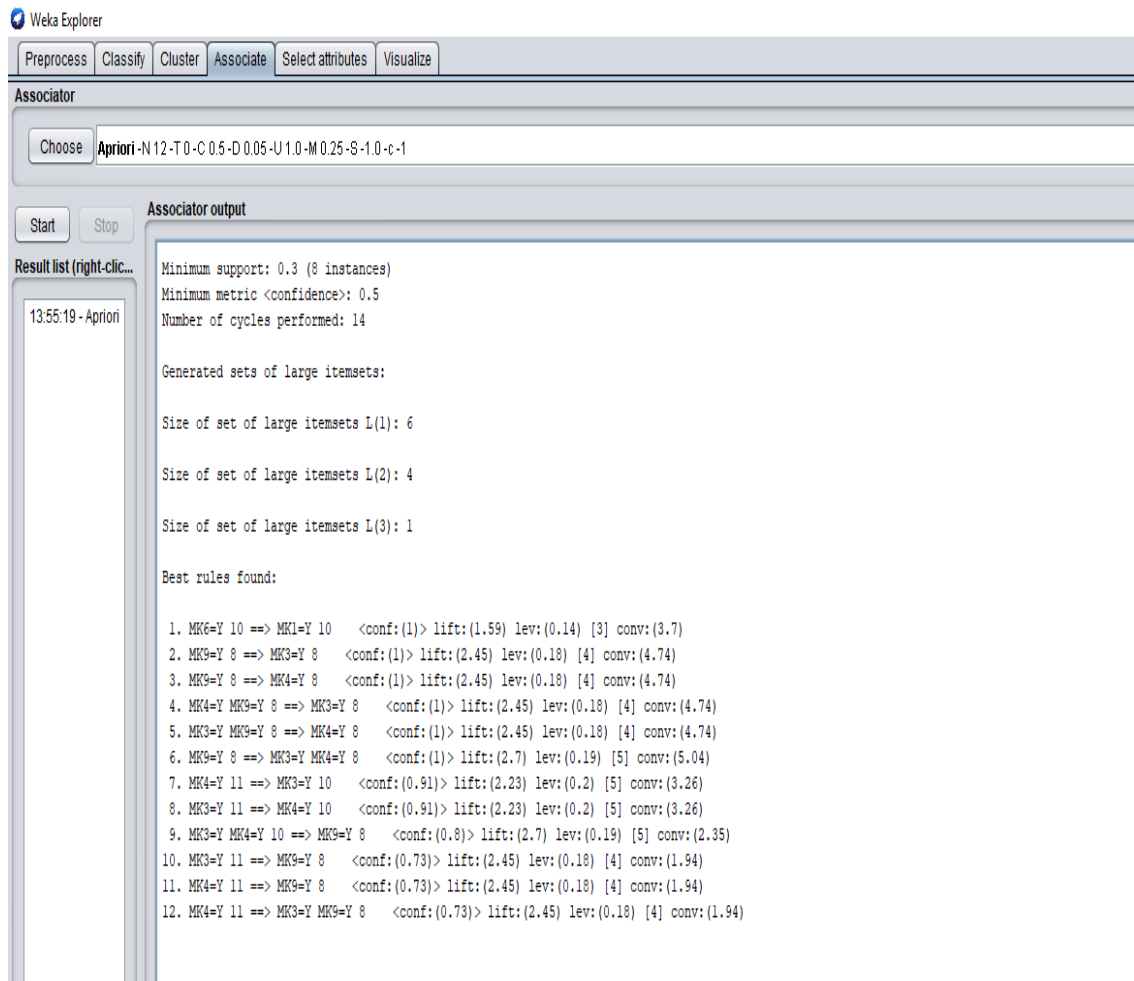 Weka Explorer
Preprocess Classify Cluster Associate Select attributes Visualize
Associator
Choose Apriori -N 12 -T 0 -C 0.5 -D 0.05 -U 1.0 -M 0.25 -S -1.0 -c -1
Start Stop
Associator output
Result list (right-clic...
13:55:19 - Apriori
Minimum support: 0.3 (8 instances)
Minimum metric <confidence>: 0.5
Number of cycles performed: 14
Generated sets of large itemsets:
Size of set of large itemsets L(1): 6
Size of set of large itemsets L(2): 4
Size of set of large itemsets L(3): 1
Best rules found:
1. MK6=Y 10 ==> MK1=Y 10 <conf:(1)> lift:(1.59) lev:(0.14) [3] conv:(3.7)
2. MK9=Y 8 ==> MK3=Y 8 <conf:(1)> lift:(2.45) lev:(0.18) [4] conv:(4.74)
3. MK9=Y 8 ==> MK4=Y 8 <conf:(1)> lift:(2.45) lev:(0.18) [4] conv:(4.74)
4. MK4=Y MK9=Y 8 ==> MK3=Y 8 <conf:(1)> lift:(2.45) lev:(0.18) [4] conv:(4.74)
5. MK3=Y MK9=Y 8 ==> MK4=Y 8 <conf:(1)> lift:(2.45) lev:(0.18) [4] conv:(4.74)
6. MK9=Y 8 ==> MK3=Y MK4=Y 8 <conf:(1)> lift:(2.7) lev:(0.19) [5] conv:(5.04)
7. MK4=Y 11 ==> MK3=Y 10 <conf:(0.91)> lift:(2.23) lev:(0.2) [5] conv:(3.26)
8. MK3=Y 11 ==> MK4=Y 10 <conf:(0.91)> lift:(2.23) lev:(0.2) [5] conv:(3.26)
9. MK3=Y MK4=Y 10 ==> MK9=Y 8 <conf:(0.8)> lift:(2.7) lev:(0.19) [5] conv:(2.35)
10. MK3=Y 11 ==> MK9=Y 8 <conf:(0.73)> lift:(2.45) lev:(0.18) [4] conv:(1.94)
11. MK4=Y 11 ==> MK9=Y 8 <conf:(0.73)> lift:(2.45) lev:(0.18) [4] conv:(1.94)
12. MK4=Y 11 ==> MK3=Y MK9=Y 8 <conf:(0.73)> lift:(2.45) lev:(0.18) [4] conv:(1.94)